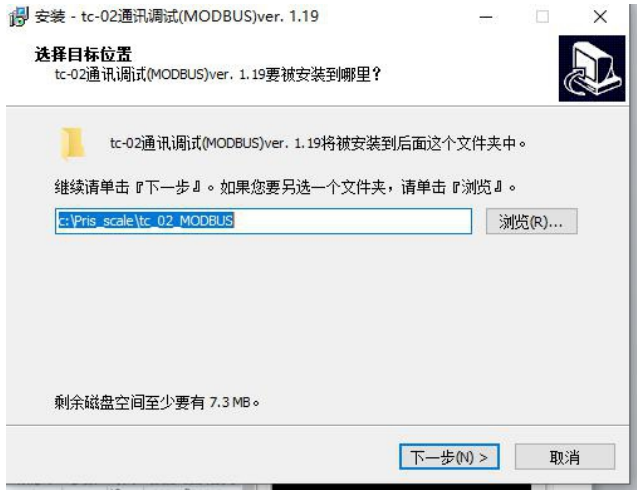 安装 - tc-02通讯调试(MODBUS)ver. 1.19
选择目标位置
tc-02通讯调试(MODBUS)ver. 1.19要被安装到哪里？
tc-02通讯调试(MODBUS)ver. 1.19将被安装到后面这个文件夹中。
继续请单击『下一步』。如果您要另选一个文件夹，请单击『浏览』。
c:\Pris_scale\tc_02_MODBUS
浏览(R)...
剩余磁盘空间至少要有 7.3 MB。
下一步(N) >
取消